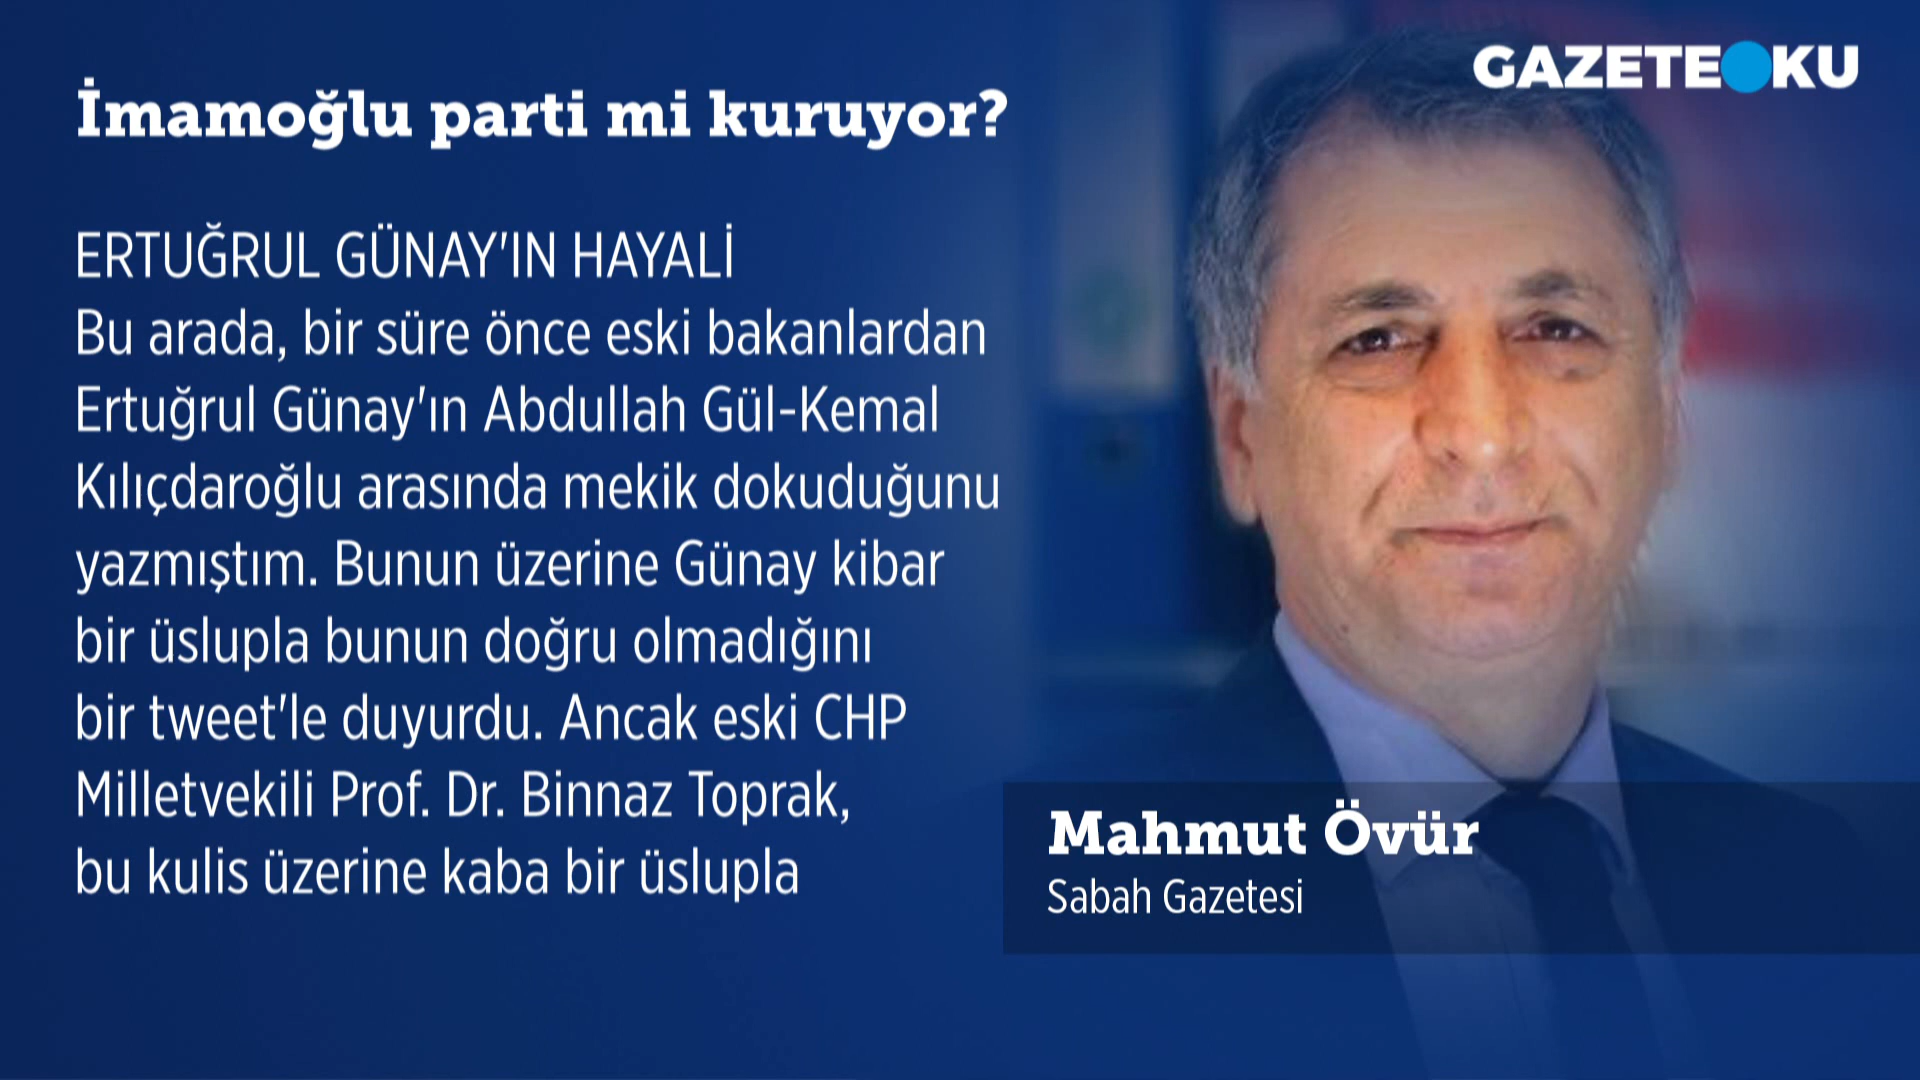 GAZETEOKU
İmamoğlu parti mi kuruyor?
ERTUĞRUL GÜNAY'IN HAYALİ
Bu arada, bir süre önce eski bakanlardan
Ertuğrul Günay'ın Abdullah Gül-Kemal
Kılıçdaroğlu arasında mekik dokuduğunu
yazmıştım. Bunun üzerine Günay kibar
bir üslupla bunun doğru olmadığını
bir tweet'le duyurdu. Ancak eski CHP
Milletvekili Prof. Dr. Binnaz Toprak,
bu kulis üzerine kaba bir üslupla
Mahmut Övür
Sabah Gazetesi